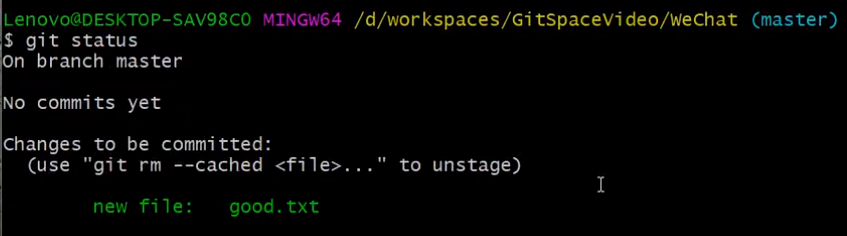 Lenovo@DESKTOP-SAV98C0 MINGW64 /d/workspaces/GitSpaceVideo/WeChat (master)
$ git status
On branch master
No commits yet
Changes to be committed:
(use "git rm --cached <file>..." to unstage)
new file: good.txt